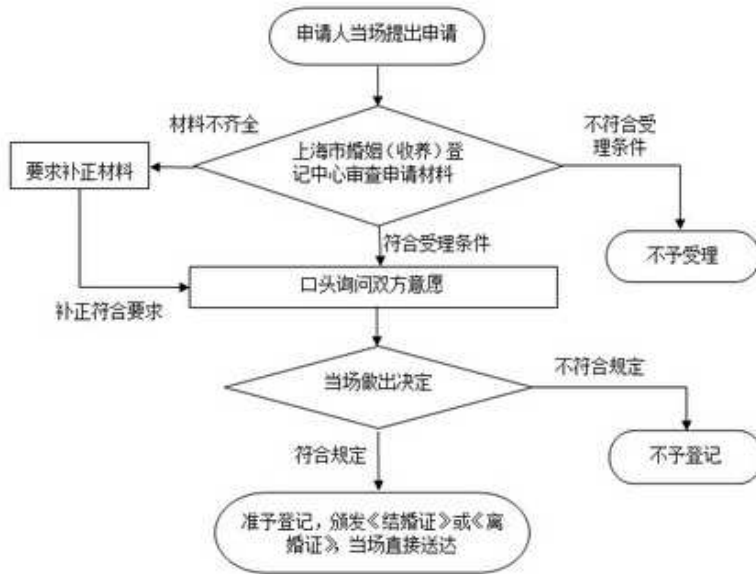 申请人当场提出申请
材料不齐全
不符合受
理条件
上海市婚姻（收养）登
记中心审查申请材料
要求补正材料
符合受理条件
不予受理
口头询问双方意愿
补正符合要求
当场做出决定
不符合规定
符合规定
不予登记
准予登记，颁发《结婚证》或《离
婚证》，当场直接送达